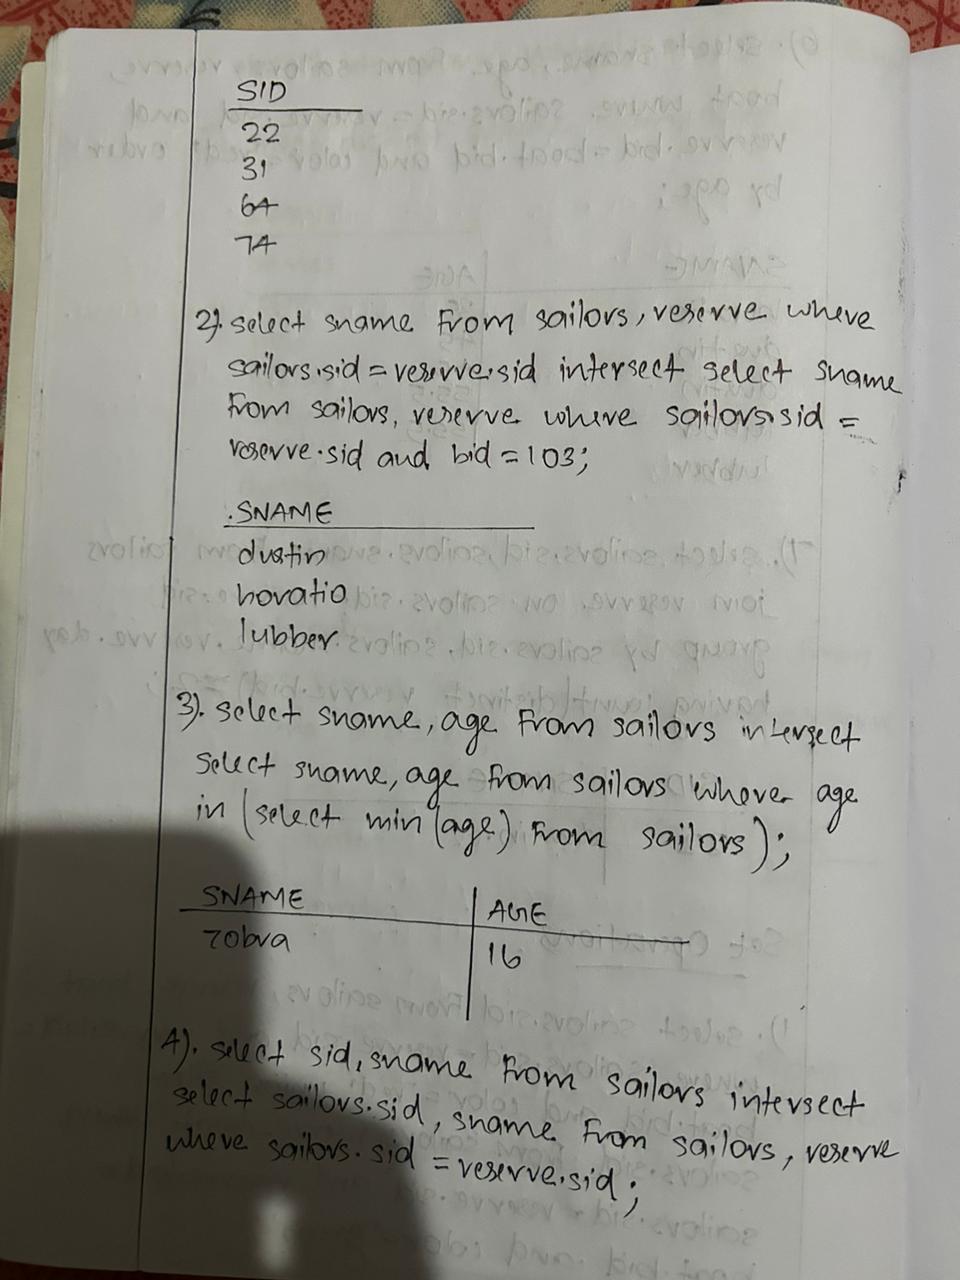 SID
22
31
64
74
2). select sname From sailors, reserve where
sailors.sid = reserve.sid intersect select sname
From sailors, reserve where sailors.sid =
reserve.sid and bid = 103;
.SNAME
dustin
horatio
lubber.
3). select sname, age From sailors intersect
select sname, age from sailors where age
in (select min(age) From sailors);
SNAME AGE
zobra 16
4). select sid, sname From sailors intersect
select sailors.sid, sname From sailors, reserve
where sailors.sid = reserve.sid;